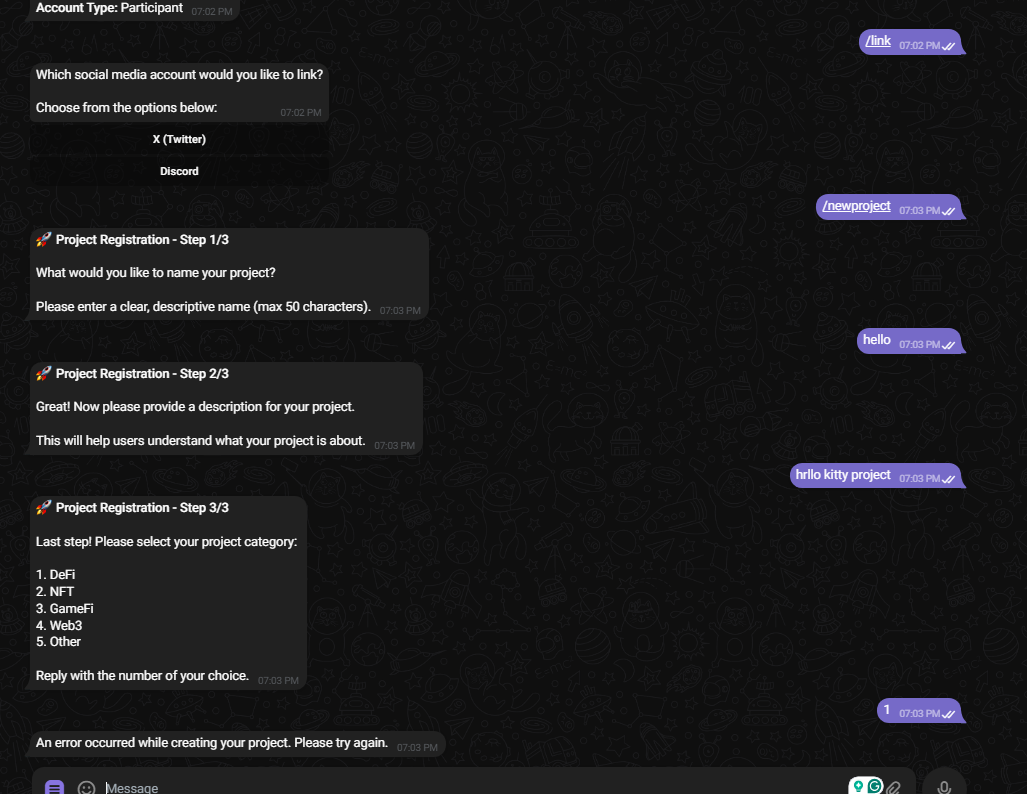 Account Type: Participant 07:02 PM
/link 07:02 PM
Which social media account would you like to link?
Choose from the options below: 07:02 PM
X (Twitter)
Discord
/newproject 07:03 PM
🚀 Project Registration - Step 1/3
What would you like to name your project?
Please enter a clear, descriptive name (max 50 characters). 07:03 PM
hello 07:03 PM
🚀 Project Registration - Step 2/3
Great! Now please provide a description for your project.
This will help users understand what your project is about. 07:03 PM
hrllo kitty project 07:03 PM
🚀 Project Registration - Step 3/3
Last step! Please select your project category:
1. DeFi
2. NFT
3. GameFi
4. Web3
5. Other
Reply with the number of your choice. 07:03 PM
1 07:03 PM
An error occurred while creating your project. Please try again. 07:03 PM
Message